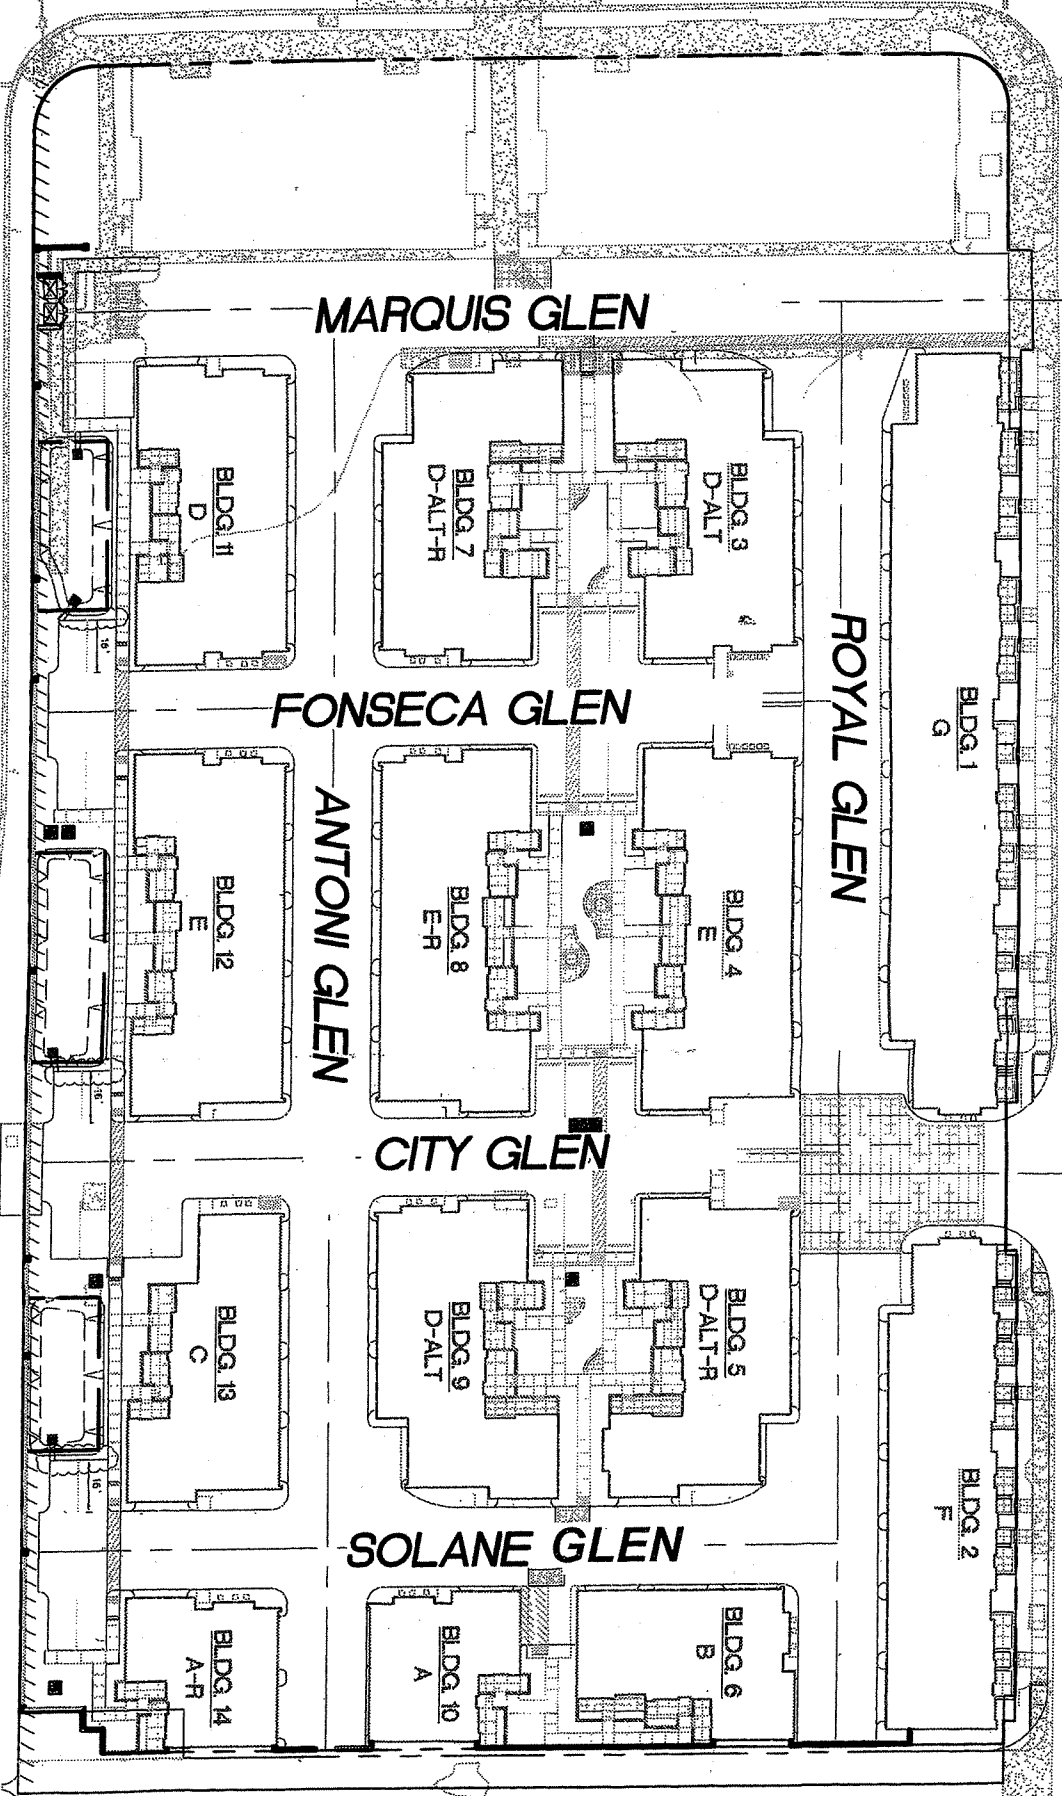 MARQUIS GLEN
BLDG. 11
D
BLDG. 7
D-ALT-R
BLDG. 3
D-ALT
16'
FONSECA GLEN
ROYAL GLEN
BLDG. 1
G
ANTONI GLEN
BLDG. 12
E
BLDG. 8
E-R
BLDG. 4
E
16'
CITY GLEN
BLDG. 13
C
BLDG. 9
D-ALT
BLDG. 5
D-ALT-R
16'
BLDG. 2
F
SOLANE GLEN
BLDG. 14
A-R
BLDG. 10
A
BLDG. 6
B